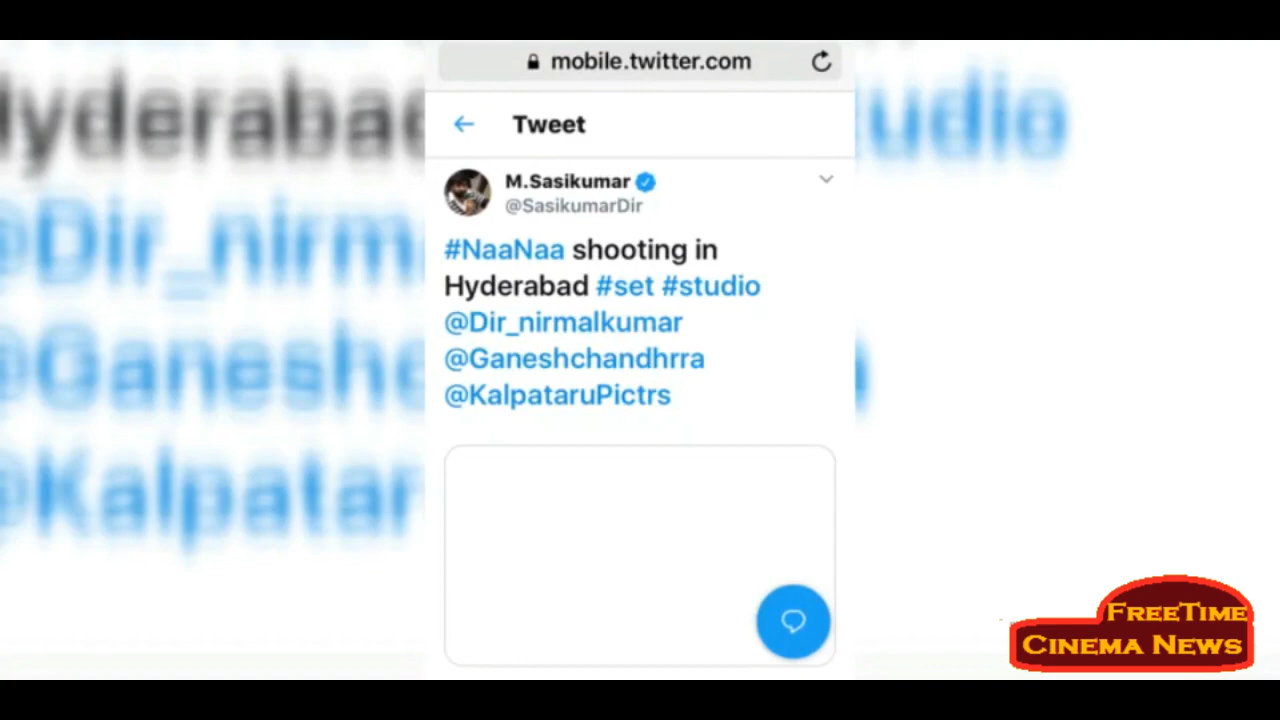 mobile.twitter.com
Tweet
M.Sasikumar
@SasikumarDir
#NaaNaa shooting in
Hyderabad #set #studio
@Dir_nirmalkumar
@Ganeshchandhrra
@KalpataruPictrs
FREETIME
CINEMA NEWS